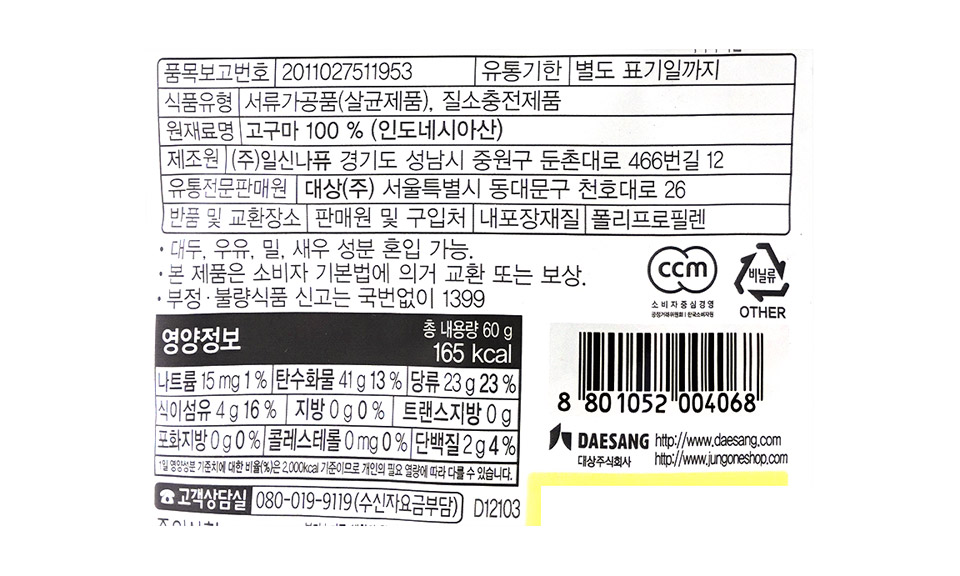 품목보고번호 2011027511953 유통기한 별도 표기일까지
식품유형 서류가공품(살균제품), 질소충전제품
원재료명 고구마 100 % (인도네시아산)
제조원 (주)일신나퓨 경기도 성남시 중원구 둔촌대로 466번길 12
유통전문판매원 대상(주) 서울특별시 동대문구 천호대로 26
반품 및 교환장소 판매원 및 구입처 내포장재질 폴리프로필렌
• 대두, 우유, 밀, 새우 성분 혼입 가능.
• 본 제품은 소비자 기본법에 의거 교환 또는 보상.
• 부정·불량식품 신고는 국번없이 1399
ccm
소비자중심경영
공정거래위원회 | 한국소비자원
비닐류
OTHER
영양정보 총 내용량 60 g
165 kcal
나트륨 15 mg 1 % 탄수화물 41 g 13 % 당류 23 g 23 %
식이섬유 4 g 16 % 지방 0 g 0 % 트랜스지방 0 g
포화지방 0 g 0 % 콜레스테롤 0 mg 0 % 단백질 2 g 4 %
*1일 영양성분 기준치에 대한 비율(%)은 2,000kcal 기준이므로 개인의 필요 열량에 따라 다를 수 있습니다.
8 801052 004068
DAESANG http://www.daesang.com
대상주식회사 http://www.jungoneshop.com
☎고객상담실 080-019-9119(수신자요금부담) D12103